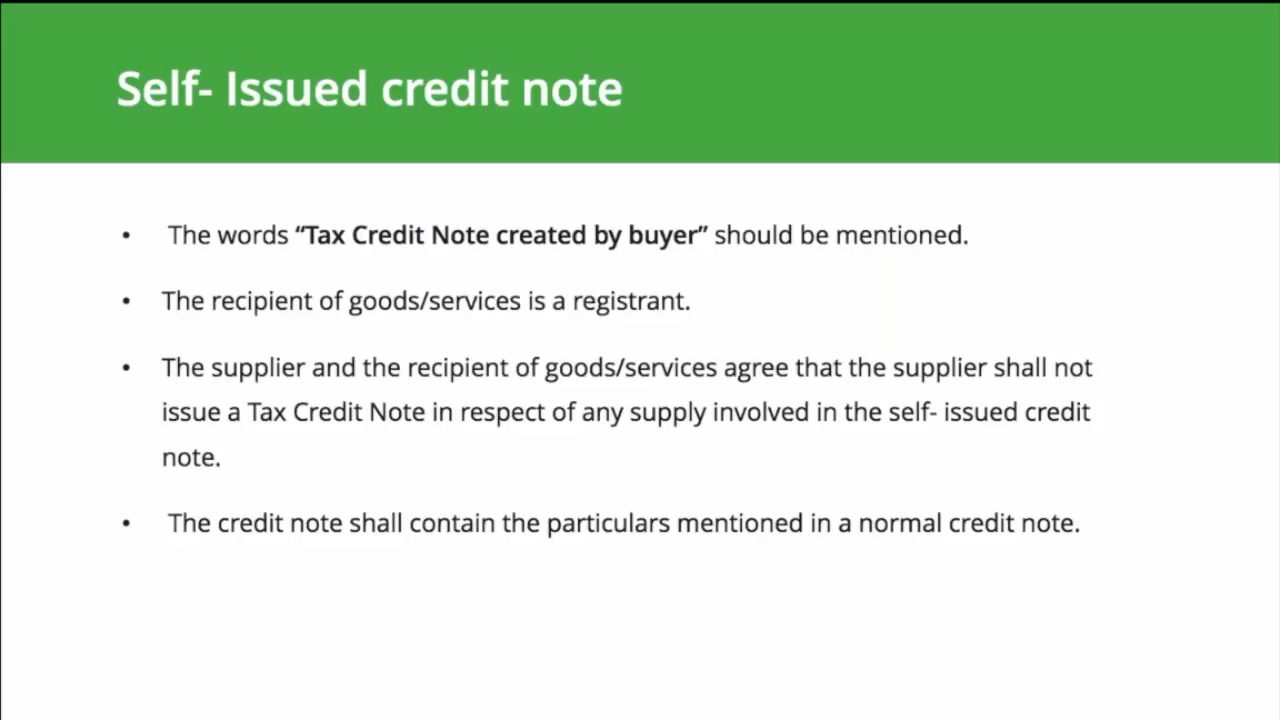 Self- Issued credit note
• The words “Tax Credit Note created by buyer” should be mentioned.
• The recipient of goods/services is a registrant.
• The supplier and the recipient of goods/services agree that the supplier shall not
issue a Tax Credit Note in respect of any supply involved in the self- issued credit
note.
• The credit note shall contain the particulars mentioned in a normal credit note.